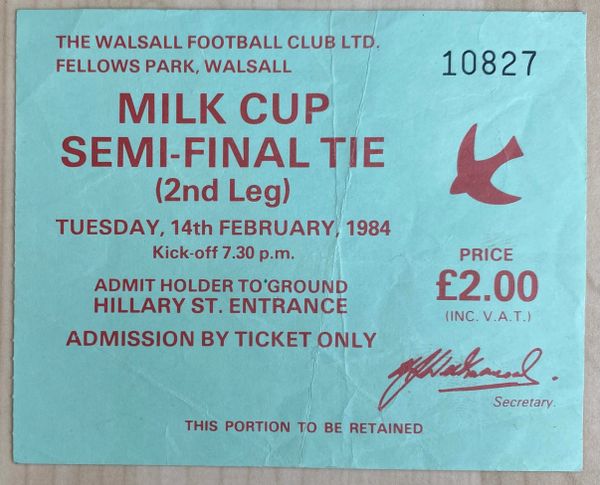 THE WALSALL FOOTBALL CLUB LTD.
FELLOWS PARK, WALSALL
10827
MILK CUP
SEMI-FINAL TIE
(2nd Leg)
TUESDAY, 14th FEBRUARY, 1984
Kick-off 7.30 p.m.
ADMIT HOLDER TO GROUND
HILLARY ST. ENTRANCE
ADMISSION BY TICKET ONLY
PRICE
£2.00
(INC. V.A.T.)
Secretary.
THIS PORTION TO BE RETAINED